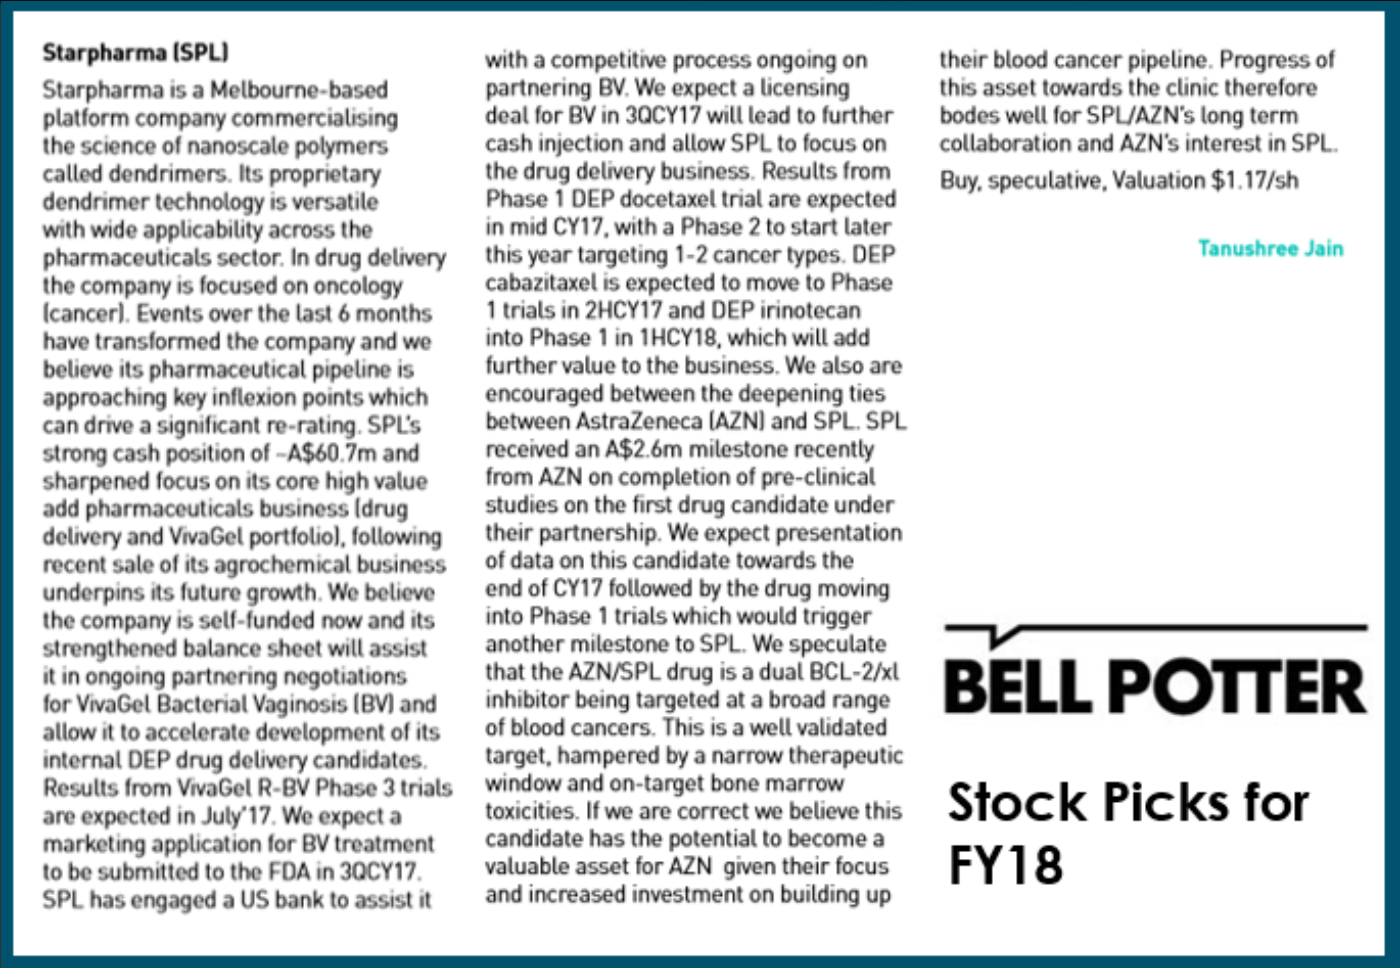 Starpharma (SPL)
Starpharma is a Melbourne-based
platform company commercialising
the science of nanoscale polymers
called dendrimers. Its proprietary
dendrimer technology is versatile
with wide applicability across the
pharmaceuticals sector. In drug delivery
the company is focused on oncology
(cancer). Events over the last 6 months
have transformed the company and we
believe its pharmaceutical pipeline is
approaching key inflexion points which
can drive a significant re-rating. SPL's
strong cash position of ~A$60.7m and
sharpened focus on its core high value
add pharmaceuticals business (drug
delivery and VivaGel portfolio), following
recent sale of its agrochemical business
underpins its future growth. We believe
the company is self-funded now and its
strengthened balance sheet will assist
it in ongoing partnering negotiations
for VivaGel Bacterial Vaginosis (BV) and
allow it to accelerate development of its
internal DEP drug delivery candidates.
Results from VivaGel R-BV Phase 3 trials
are expected in July'17. We expect a
marketing application for BV treatment
to be submitted to the FDA in 3QCY17.
SPL has engaged a US bank to assist it
with a competitive process ongoing on
partnering BV. We expect a licensing
deal for BV in 3QCY17 will lead to further
cash injection and allow SPL to focus on
the drug delivery business. Results from
Phase 1 DEP docetaxel trial are expected
in mid CY17, with a Phase 2 to start later
this year targeting 1-2 cancer types. DEP
cabazitaxel is expected to move to Phase
1 trials in 2HCY17 and DEP irinotecan
into Phase 1 in 1HCY18, which will add
further value to the business. We also are
encouraged between the deepening ties
between AstraZeneca (AZN) and SPL. SPL
received an A$2.6m milestone recently
from AZN on completion of pre-clinical
studies on the first drug candidate under
their partnership. We expect presentation
of data on this candidate towards the
end of CY17 followed by the drug moving
into Phase 1 trials which would trigger
another milestone to SPL. We speculate
that the AZN/SPL drug is a dual BCL-2/xl
inhibitor being targeted at a broad range
of blood cancers. This is a well validated
target, hampered by a narrow therapeutic
window and on-target bone marrow
toxicities. If we are correct we believe this
candidate has the potential to become a
valuable asset for AZN given their focus
and increased investment on building up
their blood cancer pipeline. Progress of
this asset towards the clinic therefore
bodes well for SPL/AZN's long term
collaboration and AZN's interest in SPL.
Buy, speculative, Valuation $1.17/sh
Tanushree Jain
BELL POTTER
Stock Picks for
FY18